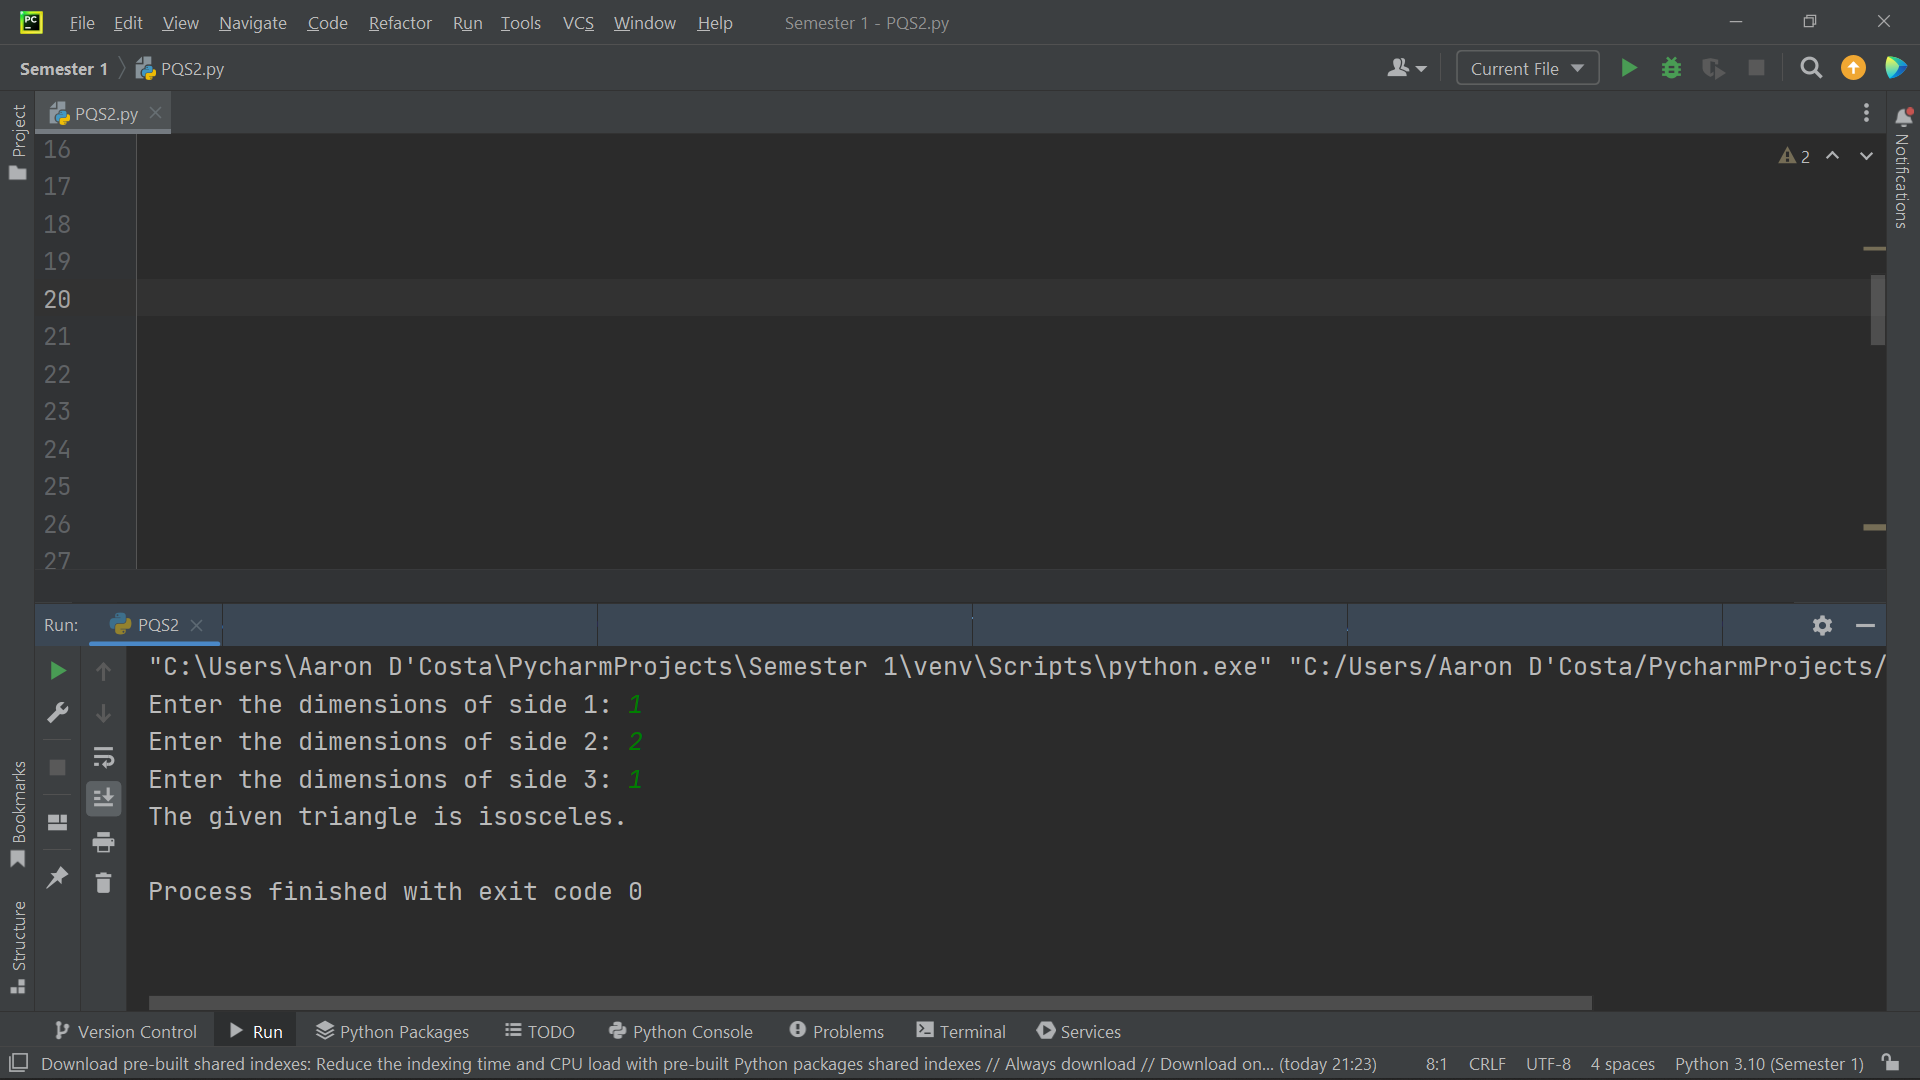 File Edit View Navigate Code Refactor Run Tools VCS Window Help Semester 1 - PQS2.py
Semester 1 PQS2.py Current File
Project
PQS2.py
Notifications
16
2
17
18
19
20
21
22
23
24
25
26
27
Run: PQS2
"C:\Users\Aaron D'Costa\PycharmProjects\Semester 1\venv\Scripts\python.exe" "C:/Users/Aaron D'Costa/PycharmProjects/
Enter the dimensions of side 1: 1
Enter the dimensions of side 2: 2
Enter the dimensions of side 3: 1
The given triangle is isosceles.
Process finished with exit code 0
Bookmarks
Structure
Version Control Run Python Packages TODO Python Console Problems Terminal Services
Download pre-built shared indexes: Reduce the indexing time and CPU load with pre-built Python packages shared indexes // Always download // Download on... (today 21:23) 8:1 CRLF UTF-8 4 spaces Python 3.10 (Semester 1)